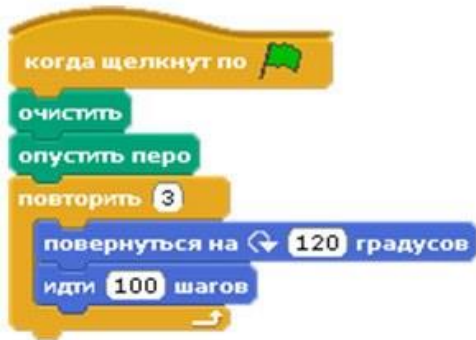 когда щелкнут по
очистить
опустить перо
повторить 3
повернуться на 120 градусов
идти 100 шагов